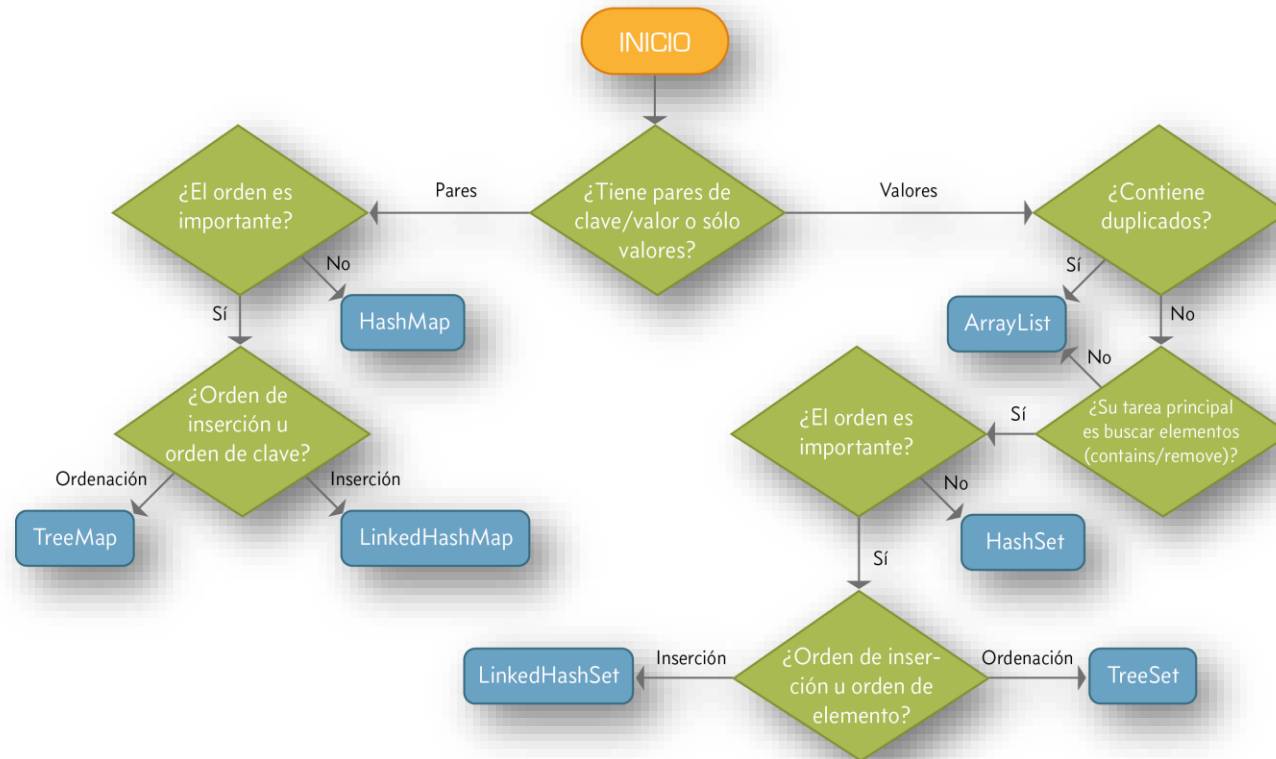 INICIO
¿Tiene pares de
clave/valor o sólo
valores?
Pares
¿El orden es
importante?
No
HashMap
Sí
¿Orden de
inserción u
orden de clave?
Ordenación
TreeMap
Inserción
LinkedHashMap
Valores
¿Contiene
duplicados?
Sí
ArrayList
No
¿Su tarea principal
es buscar elementos
(contains/remove)?
No
Sí
¿El orden es
importante?
No
HashSet
Sí
¿Orden de inser-
ción u orden de
elemento?
Inserción
LinkedHashSet
Ordenación
TreeSet